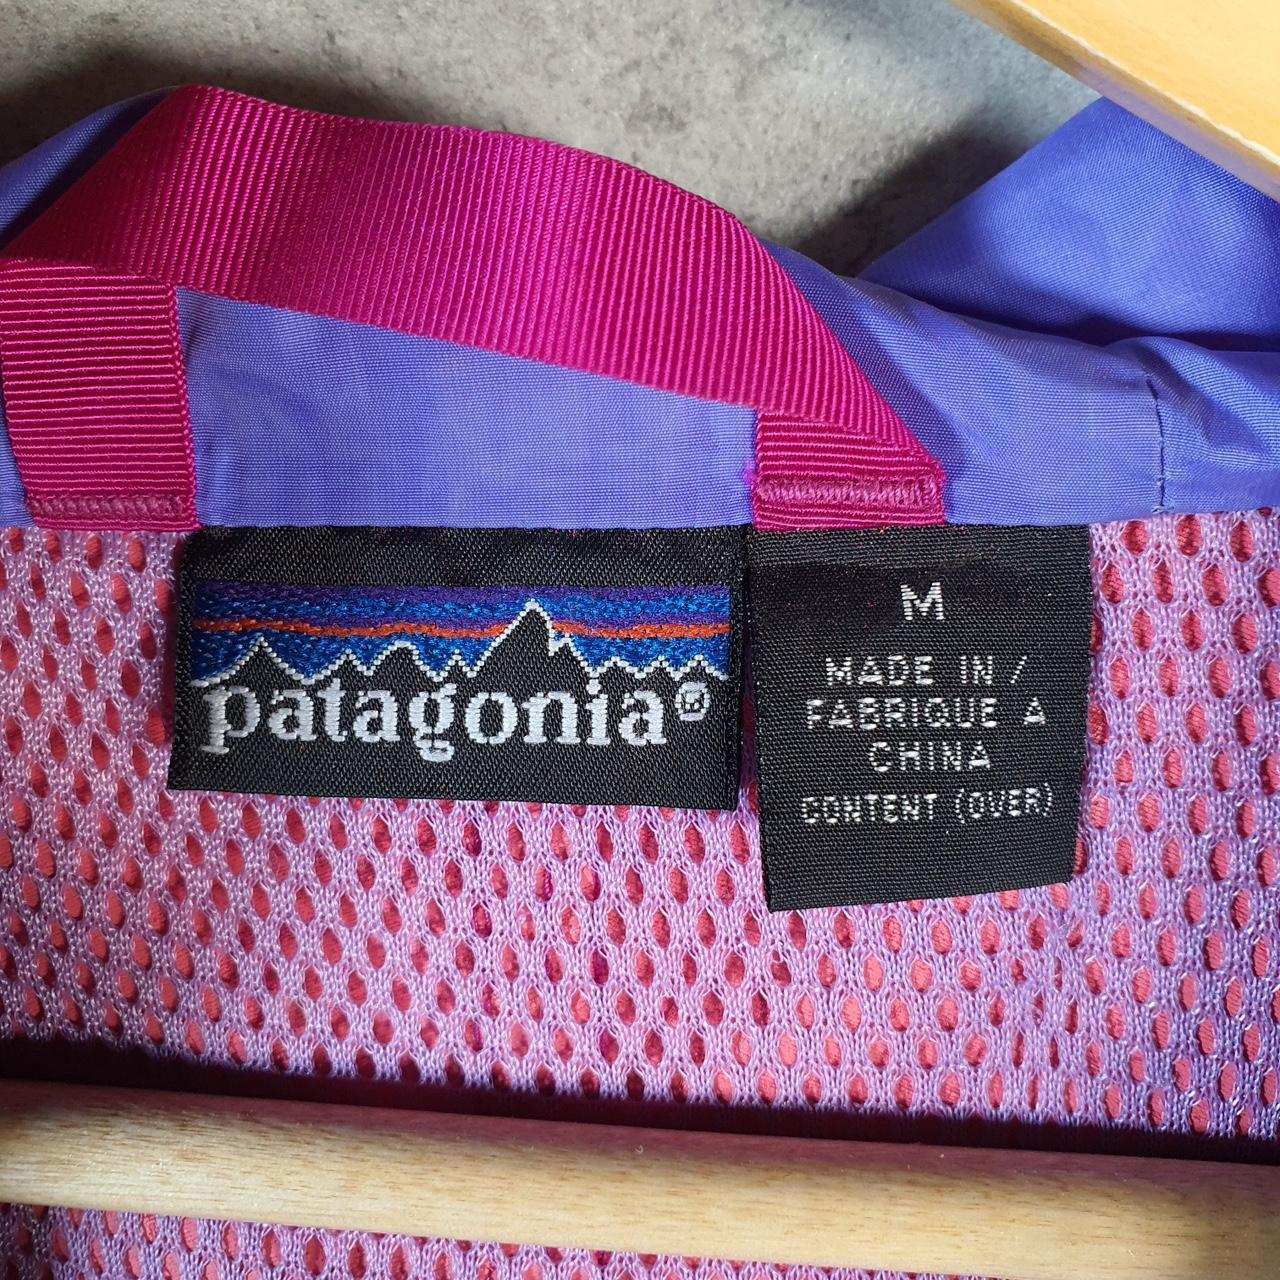 patagonia®
M
MADE IN /
FABRIQUE A
CHINA
CONTENT (OVER)